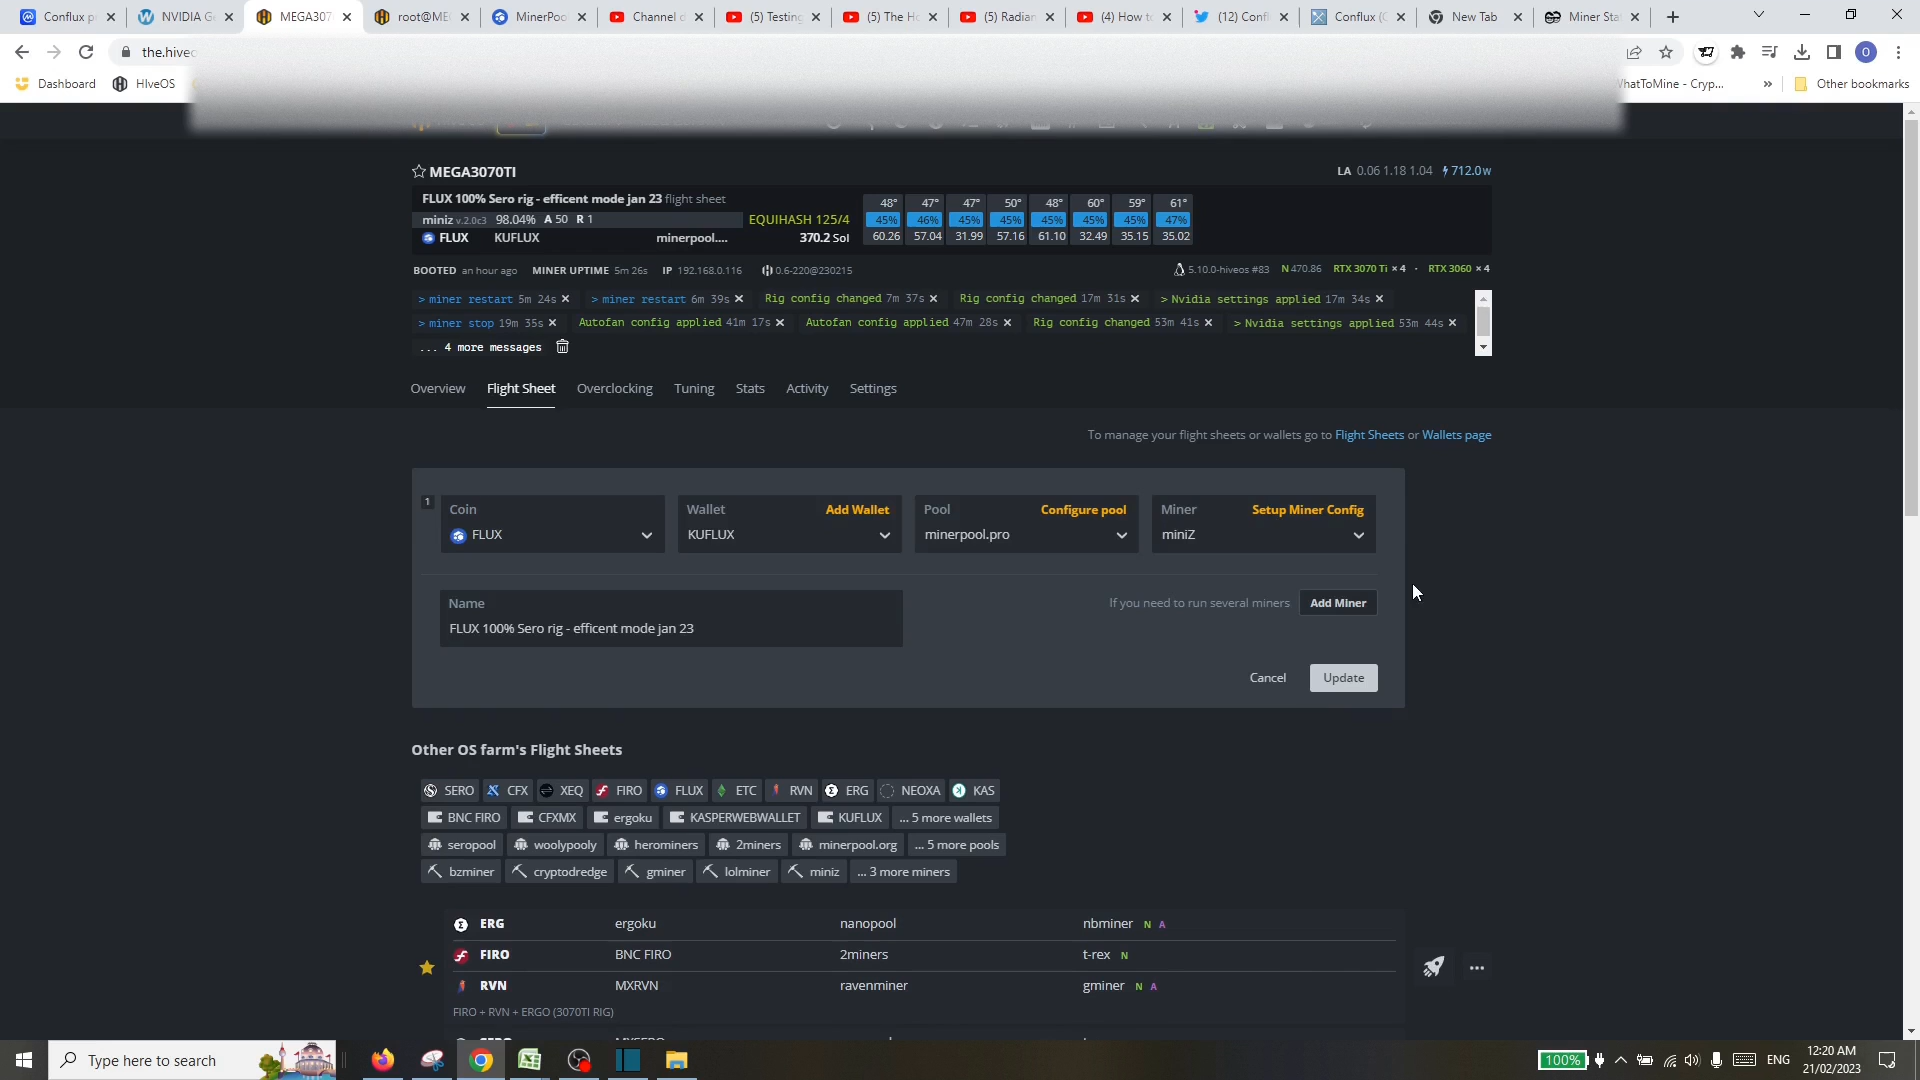 Conflux p
NVIDIA G
MEGA307
root@ME
MinerPoo
Channel d
(5) Testing
(5) The Ho
(5) Radian
(4) How to
(12) Conf
Conflux (C
New Tab
Miner Sta
the.hiveo
O
Dashboard
HIveOS
WhatToMine - Cryp...
»
Other bookmarks
MEGA3070TI
LA 0.06 1.18 1.04 712.0w
FLUX 100% Sero rig - efficent mode jan 23 flight sheet
48° 47° 47° 50° 48° 60° 59° 61°
miniz v.2.0c3 98.04% A 50 R 1
EQUIHASH 125/4
45% 46% 45% 45% 45% 45% 45% 47%
FLUX KUFLUX minerpool.... 370.2 Sol
60.26 57.04 31.99 57.16 61.10 32.49 35.15 35.02
BOOTED an hour ago MINER UPTIME 5m 26s IP 192.168.0.116 0.6-220@230215
5.10.0-hiveos #83 N 470.86 RTX 3070 Ti × 4 · RTX 3060 × 4
> miner restart 5m 24s × > miner restart 6m 39s × Rig config changed 7m 37s × Rig config changed 17m 31s × > Nvidia settings applied 17m 34s ×
> miner stop 19m 35s × Autofan config applied 41m 17s × Autofan config applied 47m 28s × Rig config changed 53m 41s × > Nvidia settings applied 53m 44s ×
... 4 more messages
Overview Flight Sheet Overclocking Tuning Stats Activity Settings
To manage your flight sheets or wallets go to Flight Sheets or Wallets page
1
Coin
FLUX
Wallet Add Wallet
KUFLUX
Pool Configure pool
minerpool.pro
Miner Setup Miner Config
miniZ
Name
FLUX 100% Sero rig - efficent mode jan 23
If you need to run several miners Add Miner
Cancel Update
Other OS farm's Flight Sheets
SERO CFX XEQ FIRO FLUX ETC RVN ERG NEOXA KAS
BNC FIRO CFXMX ergoku KASPERWEBWALLET KUFLUX ... 5 more wallets
seropool woolypooly herominers 2miners minerpool.org ... 5 more pools
bzminer cryptodredge gminer lolminer miniz ... 3 more miners
ERG ergoku nanopool nbminer N A
FIRO BNC FIRO 2miners t-rex N
RVN MXRVN ravenminer gminer N A
FIRO + RVN + ERGO (3070TI RIG)
Type here to search
100%
ENG
12:20 AM
21/02/2023